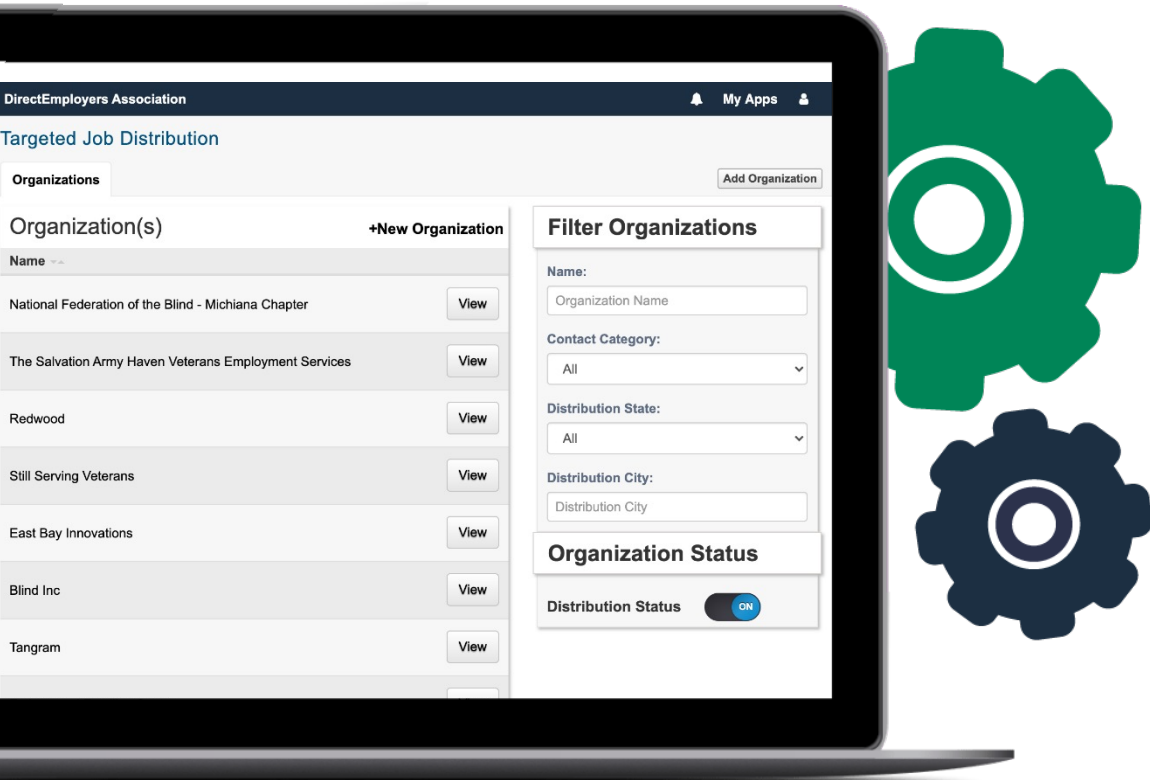 DirectEmployers Association
My Apps
Targeted Job Distribution
Organizations
Add Organization
Organization(s)
+New Organization
Name
National Federation of the Blind - Michiana Chapter
View
The Salvation Army Haven Veterans Employment Services
View
Redwood
View
Still Serving Veterans
View
East Bay Innovations
View
Blind Inc
View
Tangram
View
Filter Organizations
Name:
Organization Name
Contact Category:
All
Distribution State:
All
Distribution City:
Distribution City
Organization Status
Distribution Status
ON